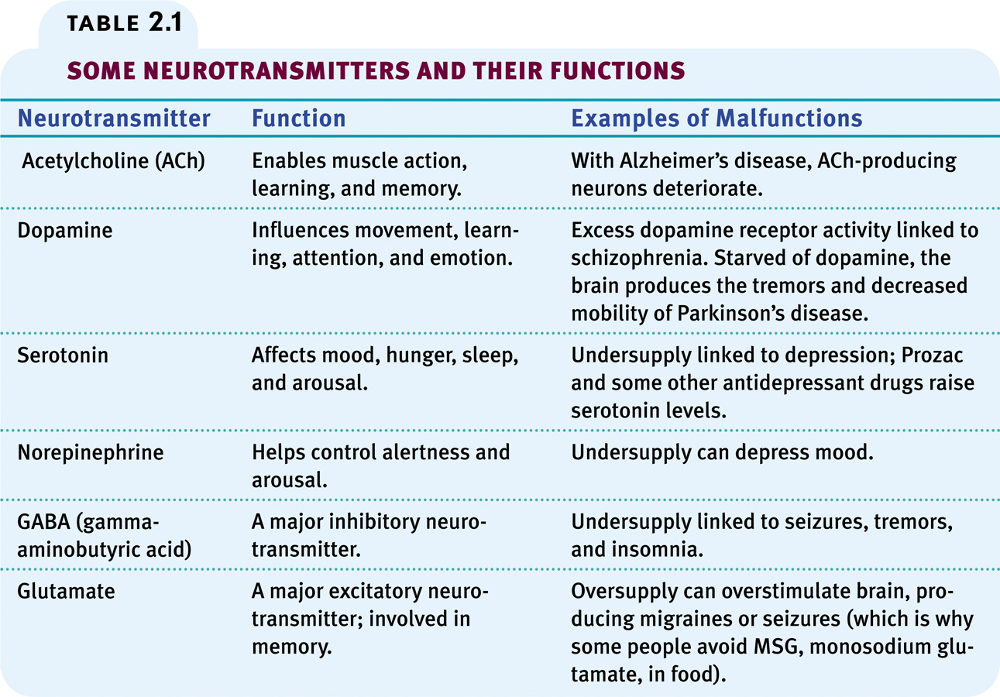 TABLE 2.1
SOME NEUROTRANSMITTERS AND THEIR FUNCTIONS
Neurotransmitter Function Examples of Malfunctions
Acetylcholine (ACh) Enables muscle action, With Alzheimer’s disease, ACh-producing
learning, and memory. neurons deteriorate.
Dopamine Influences movement, learn- Excess dopamine receptor activity linked to
ing, attention, and emotion. schizophrenia. Starved of dopamine, the
brain produces the tremors and decreased
mobility of Parkinson’s disease.
Serotonin Affects mood, hunger, sleep, Undersupply linked to depression; Prozac
and arousal. and some other antidepressant drugs raise
serotonin levels.
Norepinephrine Helps control alertness and Undersupply can depress mood.
arousal.
GABA (gamma- A major inhibitory neuro- Undersupply linked to seizures, tremors,
aminobutyric acid) transmitter. and insomnia.
Glutamate A major excitatory neuro- Oversupply can overstimulate brain, pro-
transmitter; involved in ducing migraines or seizures (which is why
memory. some people avoid MSG, monosodium glu-
tamate, in food).